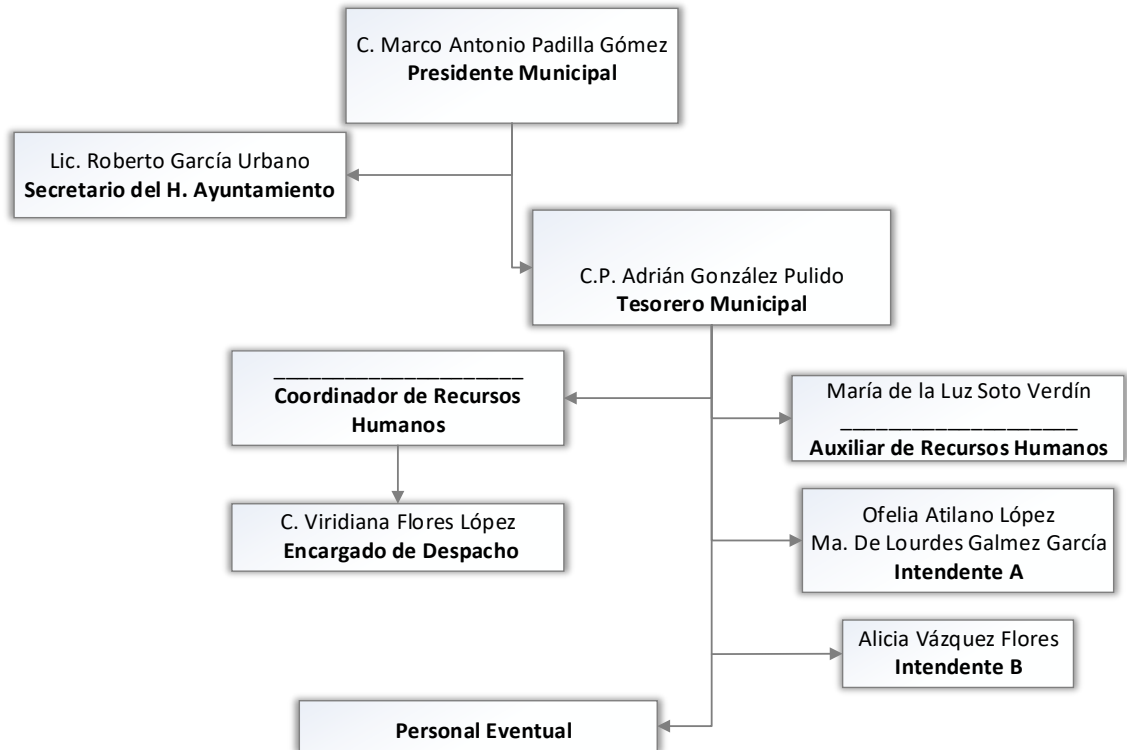 C. Marco Antonio Padilla Gómez
Presidente Municipal
Lic. Roberto García Urbano
Secretario del H. Ayuntamiento
C.P. Adrián González Pulido
Tesorero Municipal
_____________________
Coordinador de Recursos
Humanos
María de la Luz Soto Verdín
____________________
Auxiliar de Recursos Humanos
C. Viridiana Flores López
Encargado de Despacho
Ofelia Atilano López
Ma. De Lourdes Galmez García
Intendente A
Alicia Vázquez Flores
Intendente B
Personal Eventual